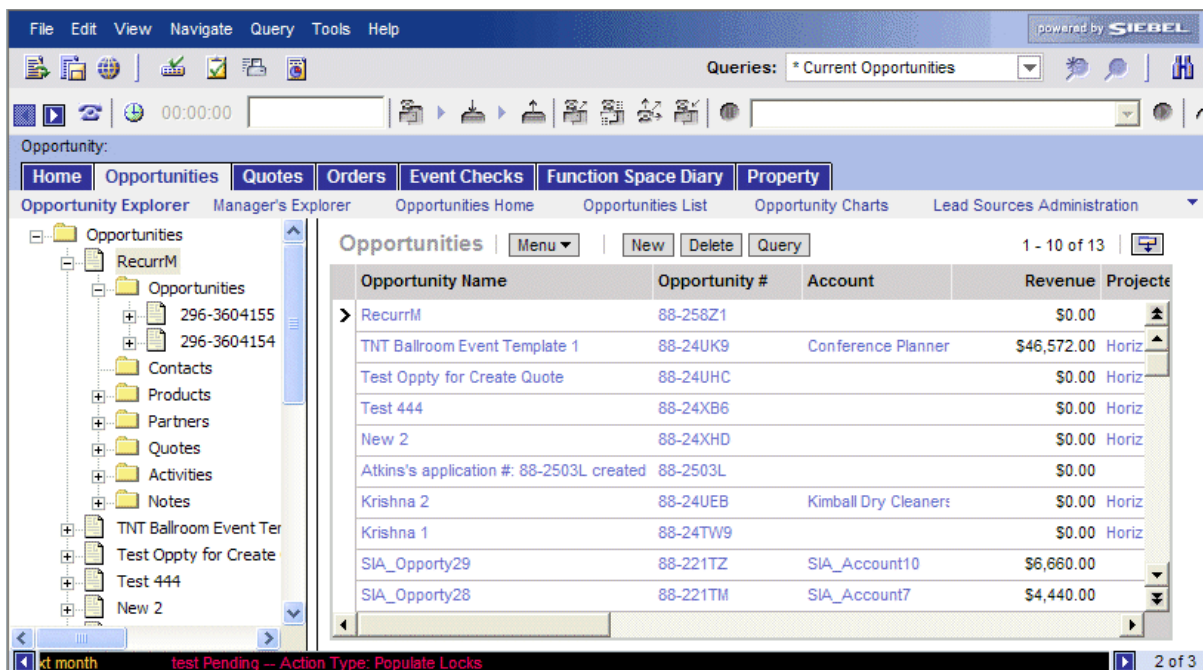 File Edit View Navigate Query Tools Help powered by SIEBEL
Queries: * Current Opportunities
00:00:00
Opportunity:
Home Opportunities Quotes Orders Event Checks Function Space Diary Property
Opportunity Explorer Manager's Explorer Opportunities Home Opportunities List Opportunity Charts Lead Sources Administration
Opportunities
RecurrM
Opportunities
296-3604155
296-3604154
Contacts
Products
Partners
Quotes
Activities
Notes
TNT Ballroom Event Ter
Test Oppty for Create
Test 444
New 2
Opportunities Menu New Delete Query 1 - 10 of 13
Opportunity Name Opportunity # Account Revenue Projecte
RecurrM 88-258Z1 $0.00
TNT Ballroom Event Template 1 88-24UK9 Conference Planner $46,572.00 Horiz
Test Oppty for Create Quote 88-24UHC $0.00 Horiz
Test 444 88-24XB6 $0.00 Horiz
New 2 88-24XHD $0.00 Horiz
Atkins's application #: 88-2503L created 88-2503L $0.00
Krishna 2 88-24UEB Kimball Dry Cleaners $0.00 Horiz
Krishna 1 88-24TW9 $0.00 Horiz
SIA_Opporty29 88-221TZ SIA_Account10 $6,660.00
SIA_Opporty28 88-221TM SIA_Account7 $4,440.00
xt month test Pending -- Action Type: Populate Locks 2 of 3